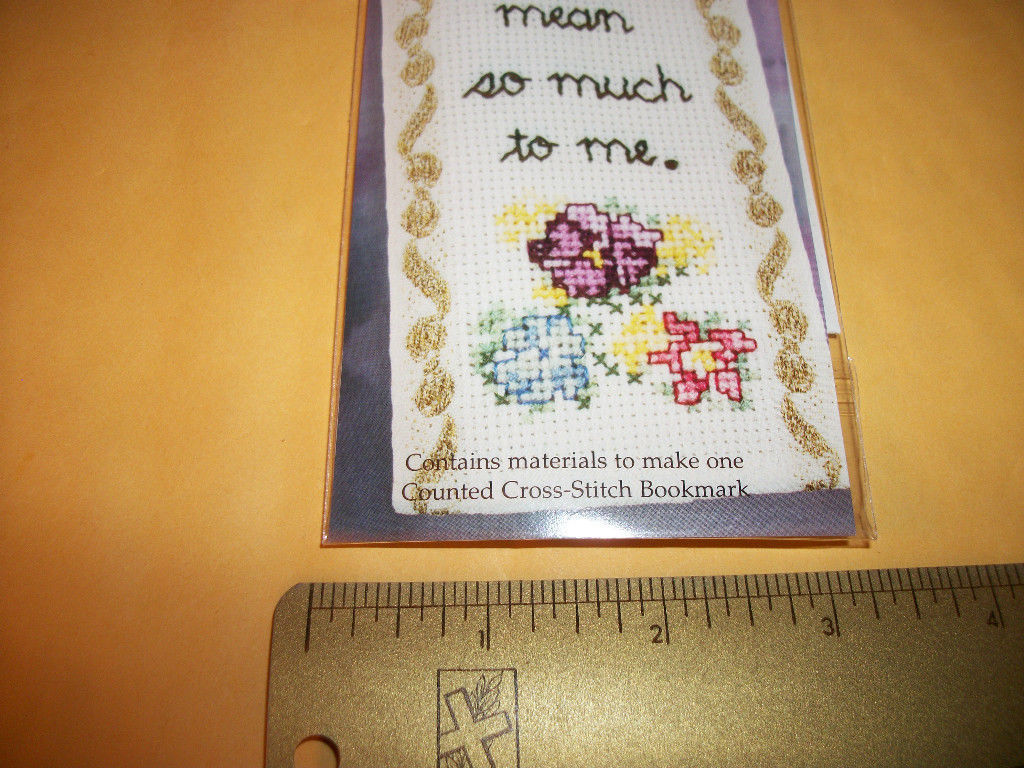 mean
so much
to me.
Contains materials to make one
Counted Cross-Stitch Bookmark
1 2 3 4